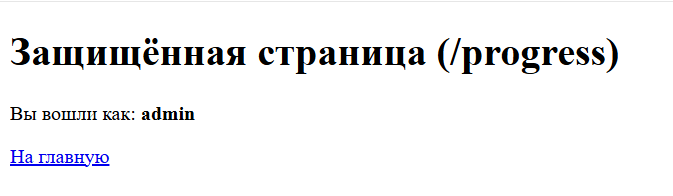 Защищённая страница (/progress)
Вы вошли как: admin
На главную